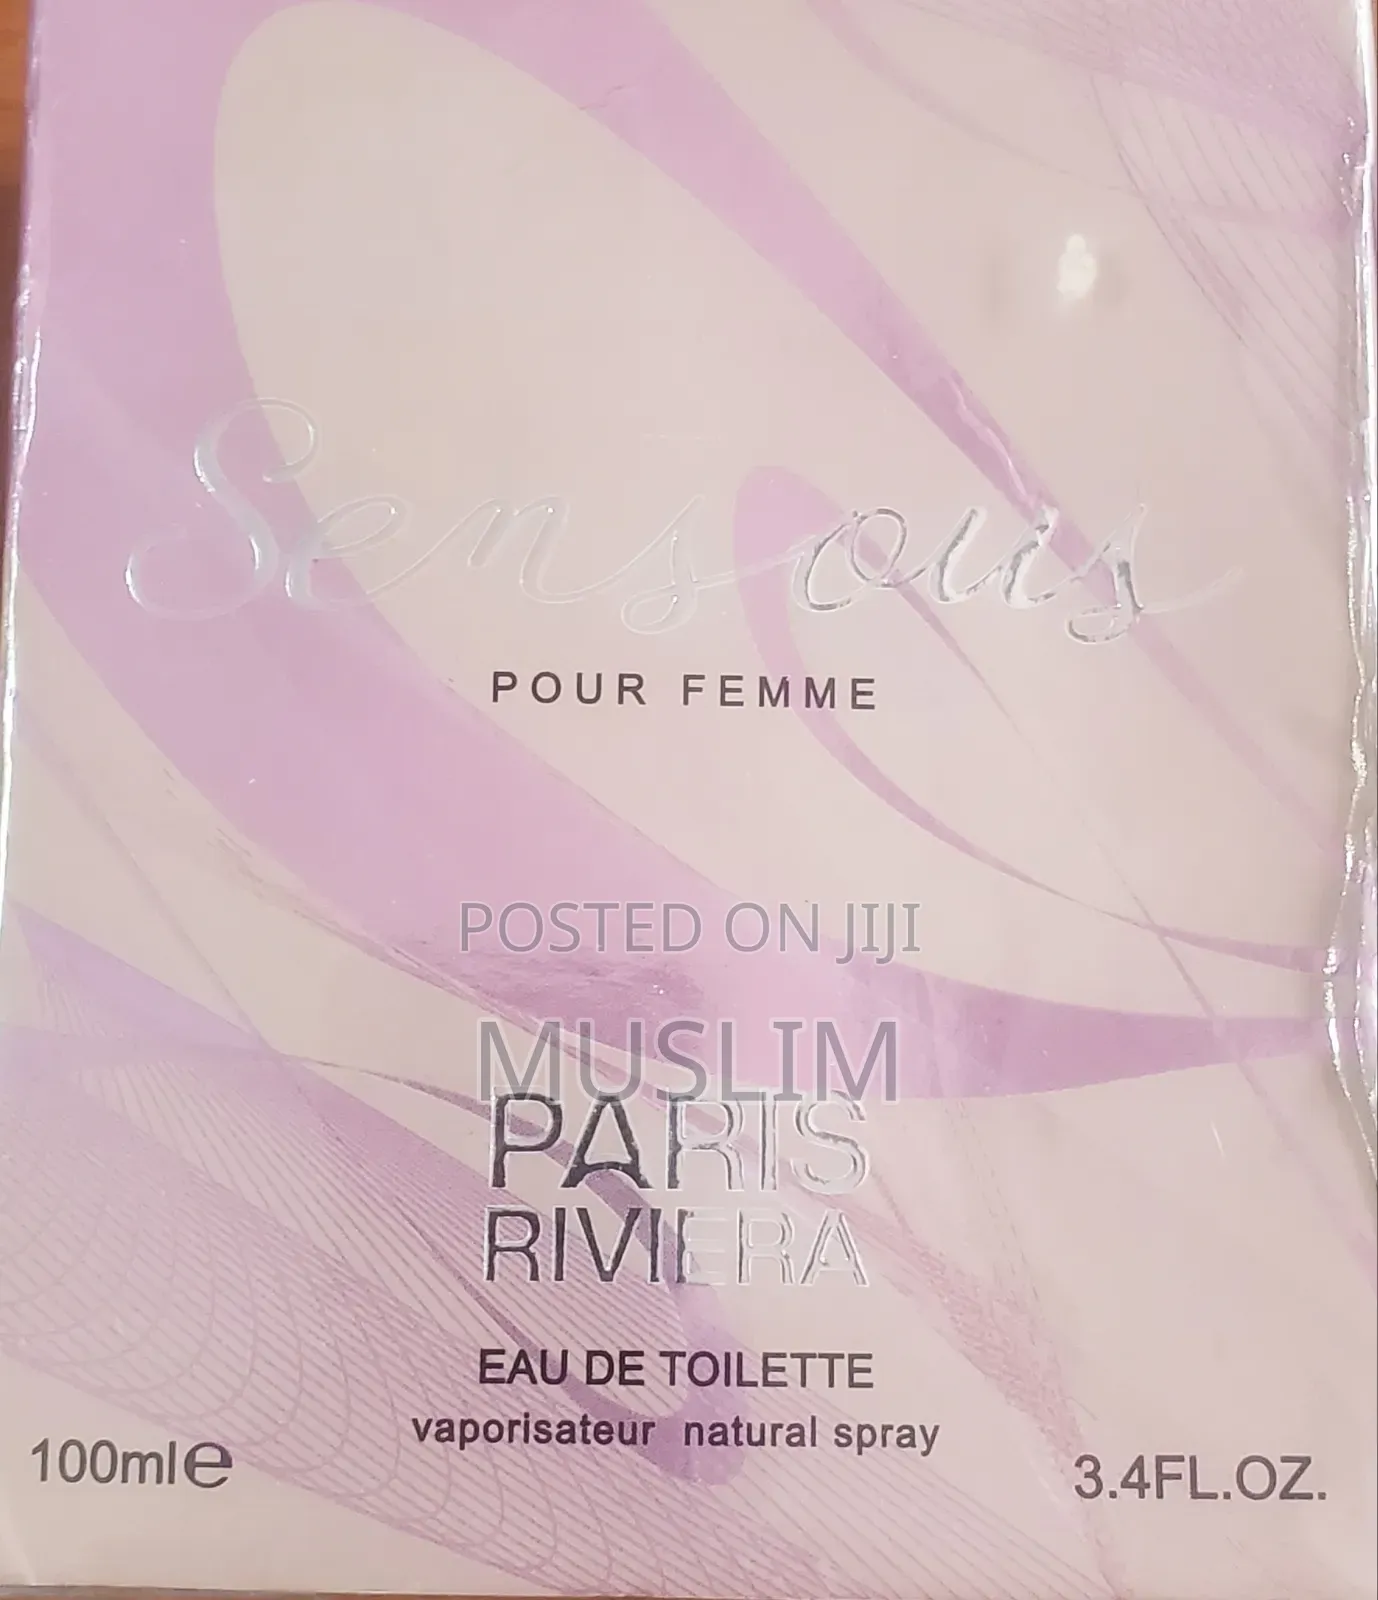 Sensous
POUR FEMME
POSTED ON JIJI
MUSLIM
PARIS
RIVIERA
EAU DE TOILETTE
vaporisateur natural spray
100ml℮
3.4FL.OZ.